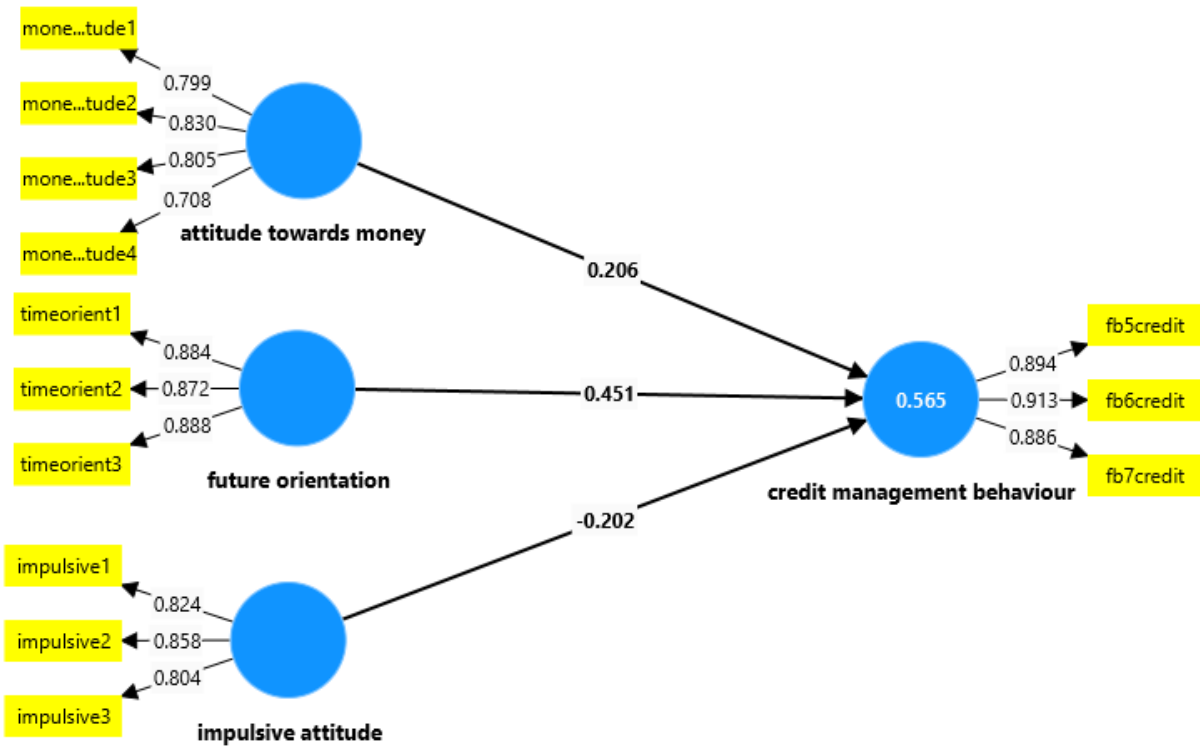 mone...tude1
0.799
mone...tude2
0.830
mone...tude3
0.805
0.708
mone...tude4
attitude towards money
0.206
timeorient1
0.884
timeorient2
0.872
timeorient3
0.888
future orientation
0.451
impulsive1
0.824
impulsive2
0.858
impulsive3
0.804
impulsive attitude
-0.202
0.565
credit management behaviour
fb5credit
0.894
fb6credit
0.913
fb7credit
0.886